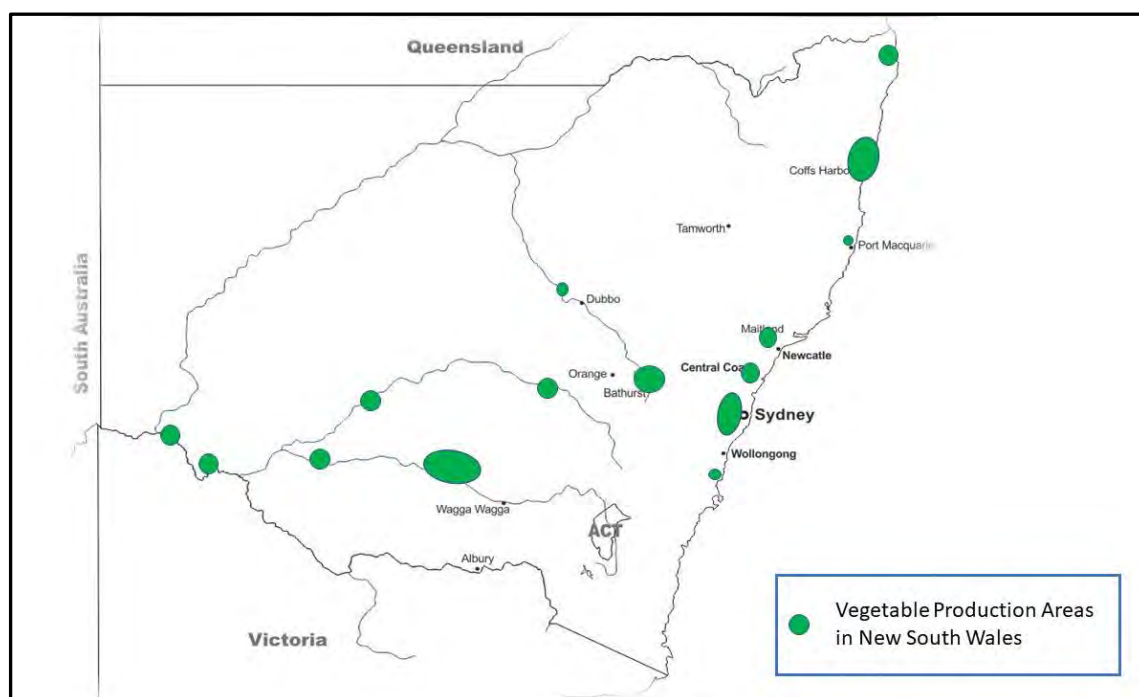 Queensland
Coffs Harbo
Tamworth
Port Macquarie
South Australia
Dubbo
Maitland
Newcatle
Central Coa
Orange
Bathurst
Sydney
Wollongong
Wagga Wagga
ACT
Albury
Victoria
Vegetable Production Areas
in New South Wales